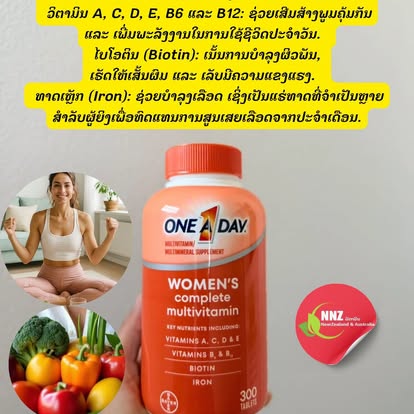 ວິຕາມິນ A, C, D, E, B6 ແລະ B12: ຊ່ວຍເສີມສ້າງພູມຄຸ້ມກັນ
ແລະ ເພີ່ມພະລັງງານໃນການໃຊ້ຊີວິດປະຈຳວັນ.
ໄບໂອຕິນ (Biotin): ເນັ້ນການບຳລຸງຜິວພັນ,
ເຮັດໃຫ້ເສັ້ນຜົມ ແລະ ເລັບມີຄວາມແຂງແຮງ.
ທາດເຫຼັກ (Iron): ຊ່ວຍບຳລຸງເລືອດ ເຊິ່ງເປັນແຮ່ທາດທີ່ຈຳເປັນຫຼາຍ
ສຳລັບຜູ້ຍິງເພື່ອທົດແທນການສູນເສຍເລືອດຈາກປະຈຳເດືອນ.
ONE A DAY
1
MULTIVITAMIN/
MULTIMINERAL SUPPLEMENT
WOMEN'S
complete
multivitamin
KEY NUTRIENTS INCLUDING:
VITAMINS A, C, D & E
VITAMINS B6 & B12
BIOTIN
IRON
BAYER
300
TABLETS
NNZ
NewZealand & Australia